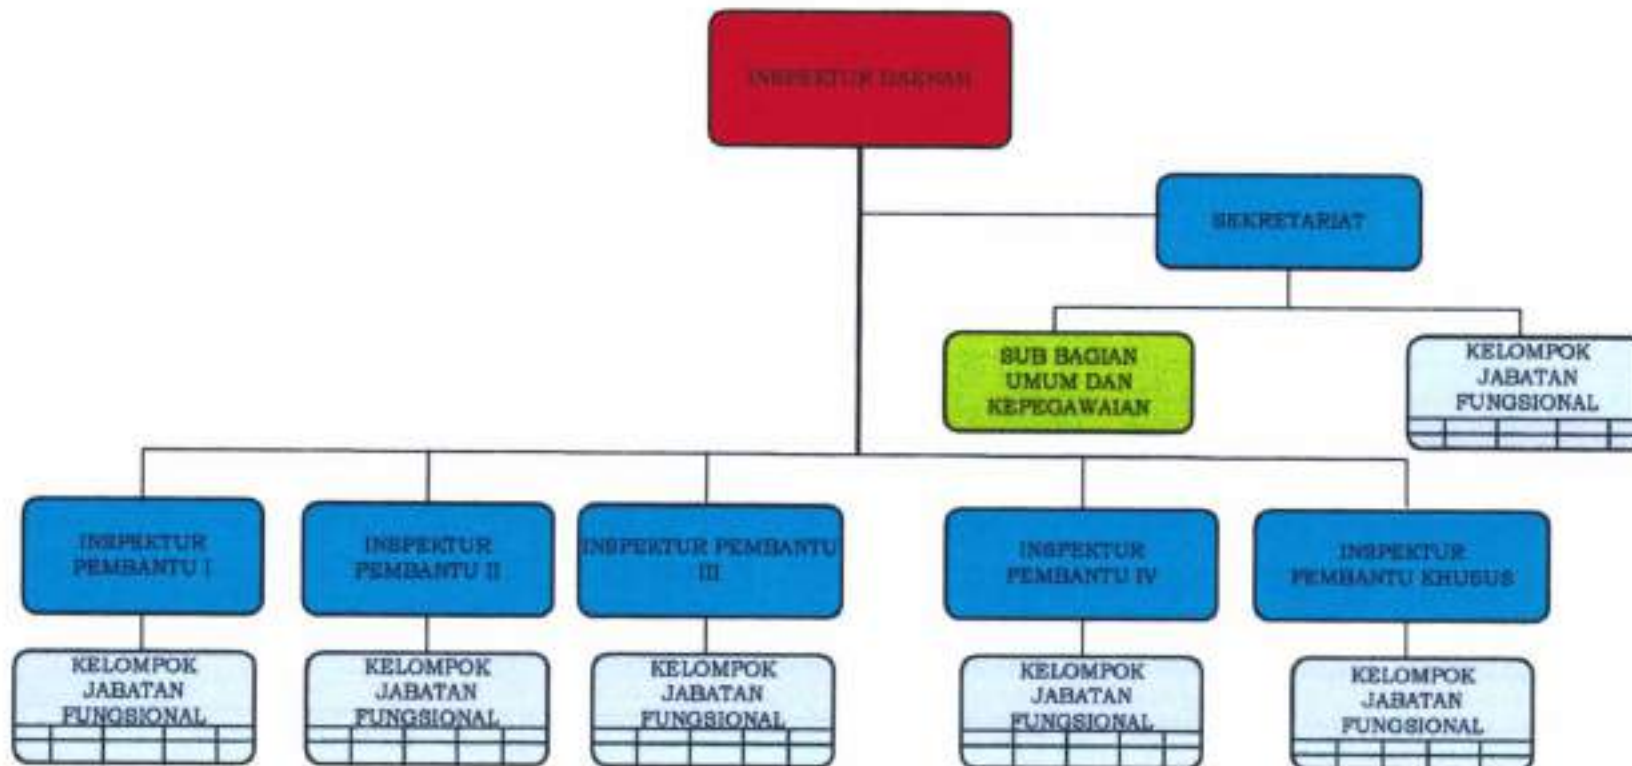 INSPEKTUR DAERAH
SEKRETARIAT
SUB BAGIAN
UMUM DAN
KEPEGAWAIAN
KELOMPOK
JABATAN
FUNGSIONAL
INSPEKTUR
PEMBANTU I
INSPEKTUR
PEMBANTU II
INSPEKTUR PEMBANTU
III
INSPEKTUR
PEMBANTU IV
INSPEKTUR
PEMBANTU KHUSUS
KELOMPOK
JABATAN
FUNGSIONAL
KELOMPOK
JABATAN
FUNGSIONAL
KELOMPOK
JABATAN
FUNGSIONAL
KELOMPOK
JABATAN
FUNGSIONAL
KELOMPOK
JABATAN
FUNGSIONAL